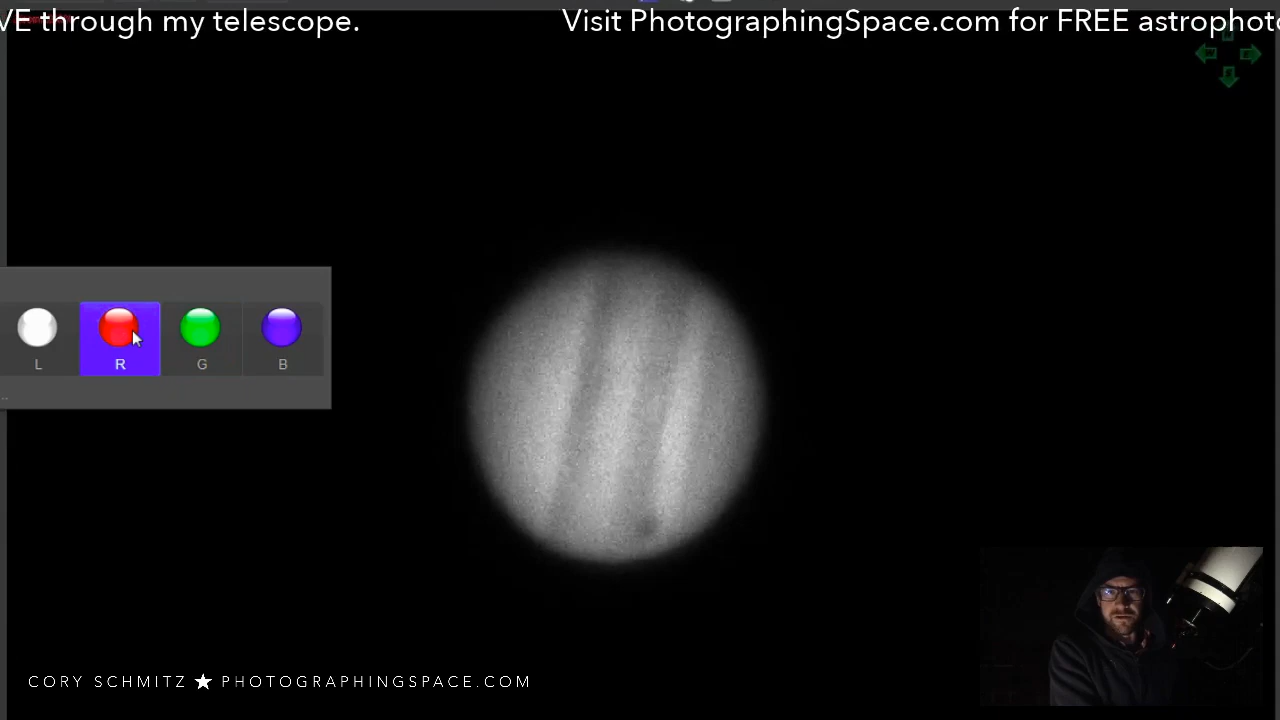 VE through my telescope.
Visit PhotographingSpace.com for FREE astrophoto
L R G B
CORY SCHMITZ ★ PHOTOGRAPHINGSPACE.COM